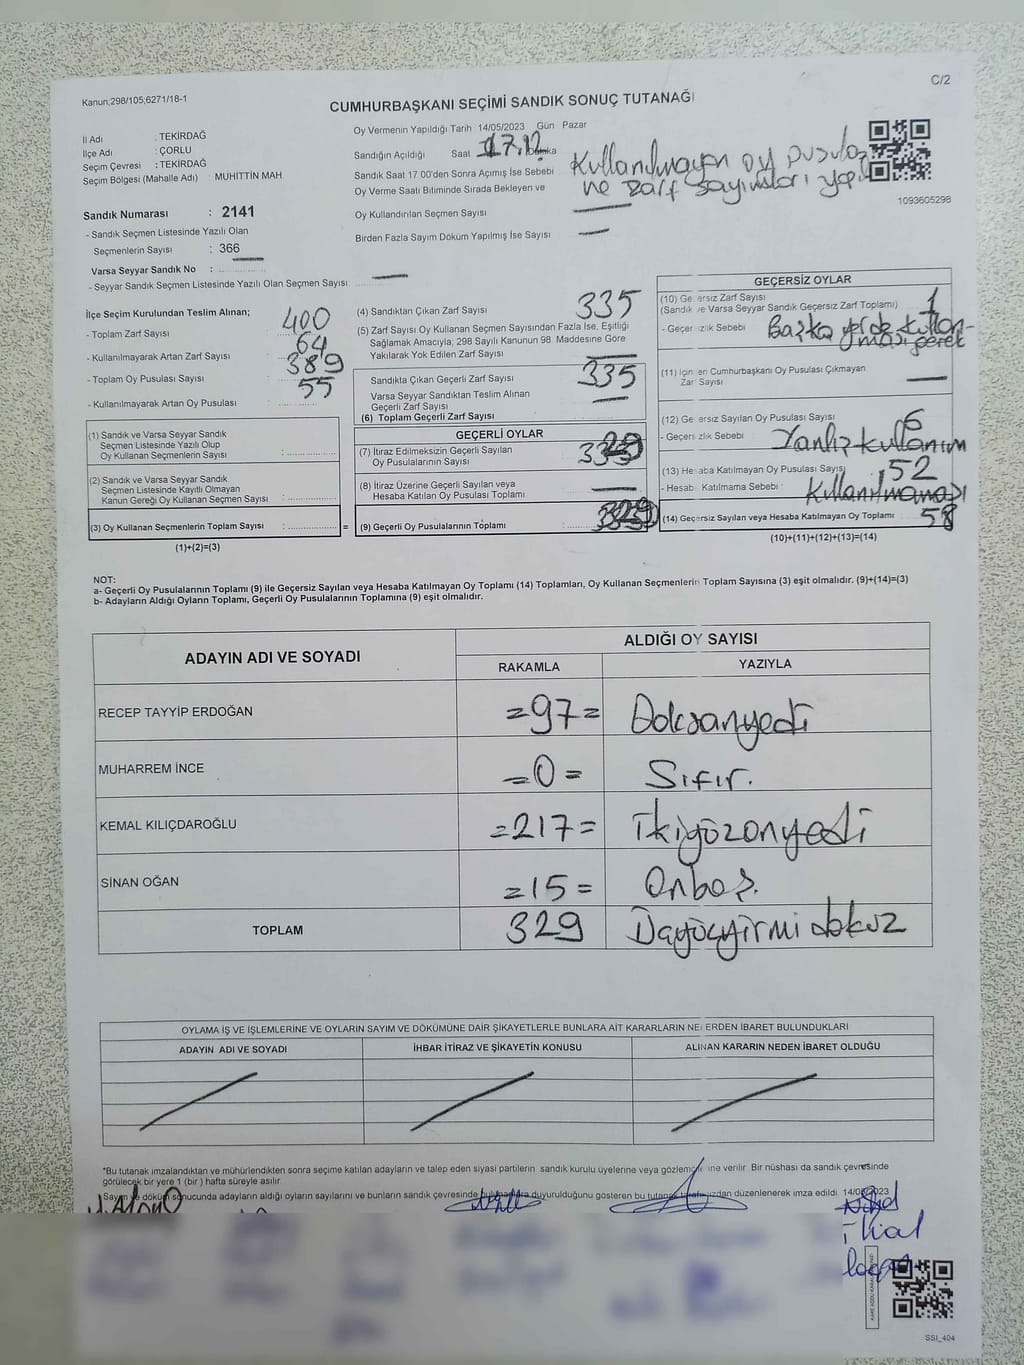 C/2
Kanun;298/105;6271/18-1
CUMHURBAŞKANI SEÇİMİ SANDIK SONUÇ TUTANAĞI
İl Adı : TEKİRDAĞ
İlçe Adı : ÇORLU
Seçim Çevresi : TEKİRDAĞ
Seçim Bölgesi (Mahalle Adı) : MUHİTTİN MAH
Sandık Numarası : 2141
- Sandık Seçmen Listesinde Yazılı Olan
Seçmenlerin Sayısı : 366
Varsa Seyyar Sandık No :
- Seyyar Sandık Seçmen Listesinde Yazılı Olan Seçmen Sayısı
Oy Vermenin Yapıldığı Tarih 14/05/2023 Gün Pazar
Sandığın Açıldığı Saat 17.12
Sandık Saat 17 00'den Sonra Açımış İse Sebebi Kullanılmayan oy pusulası
Oy Verme Saati Bitiminde Sırada Bekleyen ve ne zarf sayımları
Oy Kullandırılan Seçmen Sayısı
Birden Fazla Sayım Döküm Yapılmış İse Sayısı
1093605298
İlçe Seçim Kurulundan Teslim Alınan;
- Toplam Zarf Sayısı 400
- Kullanılmayarak Artan Zarf Sayısı : 64
- Toplam Oy Pusulası Sayısı : 389
- Kullanılmayarak Artan Oy Pusulası 55
(1) Sandık ve Varsa Seyyar Sandık
Seçmen Listesinde Yazılı Olup
Oy Kullanan Seçmenlerin Sayısı :
(2) Sandık ve Varsa Seyyar Sandık
Seçmen Listesinde Kayıtlı Olmayan
Kanun Gereği Oy Kullanan Seçmen Sayısı :
(3) Oy Kullanan Seçmenlerin Toplam Sayısı : =
(1)+(2)=(3)
(4) Sandıktan Çıkan Zarf Sayısı 335
(5) Zarf Sayısı Oy Kullanan Seçmen Sayısından Fazla İse, Eşitliği
Sağlamak Amacıyla, 298 Sayılı Kanunun 98 Maddesine Göre
Yakılarak Yok Edilen Zarf Sayısı
Sandıkta Çıkan Geçerli Zarf Sayısı 335
Varsa Seyyar Sandıktan Teslim Alınan
Geçerli Zarf Sayısı
(6) Toplam Geçerli Zarf Sayısı
GEÇERLİ OYLAR
(7) İtiraz Edilmeksizin Geçerli Sayılan
Oy Pusulalarının Sayısı
(8) İtiraz Üzerine Geçerli Sayılan veya
Hesaba Katılan Oy Pusulası Toplamı
(9) Geçerli Oy Pusulalarının Toplamı : 329
GEÇERSİZ OYLAR
(10) Geçersiz Zarf Sayısı 1
(Sandık ve Varsa Seyyar Sandık Geçersiz Zarf Toplamı)
- Geçersizlik Sebebi Başka yerde kullan-
ması gerek
(11) İçinden Cumhurbaşkanı Oy Pusulası Çıkmayan
Zarf Sayısı
(12) Geçersiz Sayılan Oy Pusulası Sayısı 6
- Geçersizlik Sebebi Yanlış kullanım
(13) Hesaba Katılmayan Oy Pusulası Sayısı 52
- Hesaba Katılmama Sebebi : Kullanılmaması
(14) Geçersiz Sayılan veya Hesaba Katılmayan Oy Toplamı 58
(10)+(11)+(12)+(13)=(14)
NOT:
a- Geçerli Oy Pusulalarının Toplamı (9) ile Geçersiz Sayılan veya Hesaba Katılmayan Oy Toplamı (14) Toplamları, Oy Kullanan Seçmenlerin Toplam Sayısına (3) eşit olmalıdır. (9)+(14)=(3)
b- Adayların Aldığı Oyların Toplamı, Geçerli Oy Pusulalarının Toplamına (9) eşit olmalıdır.
ADAYIN ADI VE SOYADI ALDIĞI OY SAYISI
RAKAMLA YAZIYLA
RECEP TAYYİP ERDOĞAN =97= Doksanyedi
MUHARREM İNCE =0= Sıfır.
KEMAL KILIÇDAROĞLU =217= ikiyüzonyedi
SİNAN OĞAN =15= Onbeş.
TOPLAM 329 Üçyüzyirmidokuz
OYLAMA İŞ VE İŞLEMLERİNE VE OYLARIN SAYIM VE DÖKÜMÜNE DAİR ŞİKAYETLERLE BUNLARA AİT KARARLARIN NELERDEN İBARET BULUNDUKLARI
ADAYIN ADI VE SOYADI İHBAR İTİRAZ VE ŞİKAYETİN KONUSU ALINAN KARARIN NEDEN İBARET OLDUĞU
*Bu tutanak imzalandıktan ve mühürlendikten sonra seçime katılan adayların ve talep eden siyasi partilerin sandık kurulu üyelerine veya gözlemcisine verilir Bir nüshası da sandık çevresinde
görülecek bir yere 1 (bir ) hafta süreyle asılır
Sayım ve döküm sonucunda adayların aldığı oyların sayılarını ve bunların sandık çevresinde bulunanlara duyurulduğunu gösteren bu tutanak tarafımızdan düzenlenerek imza edildi 14/05/2023
SSI_404